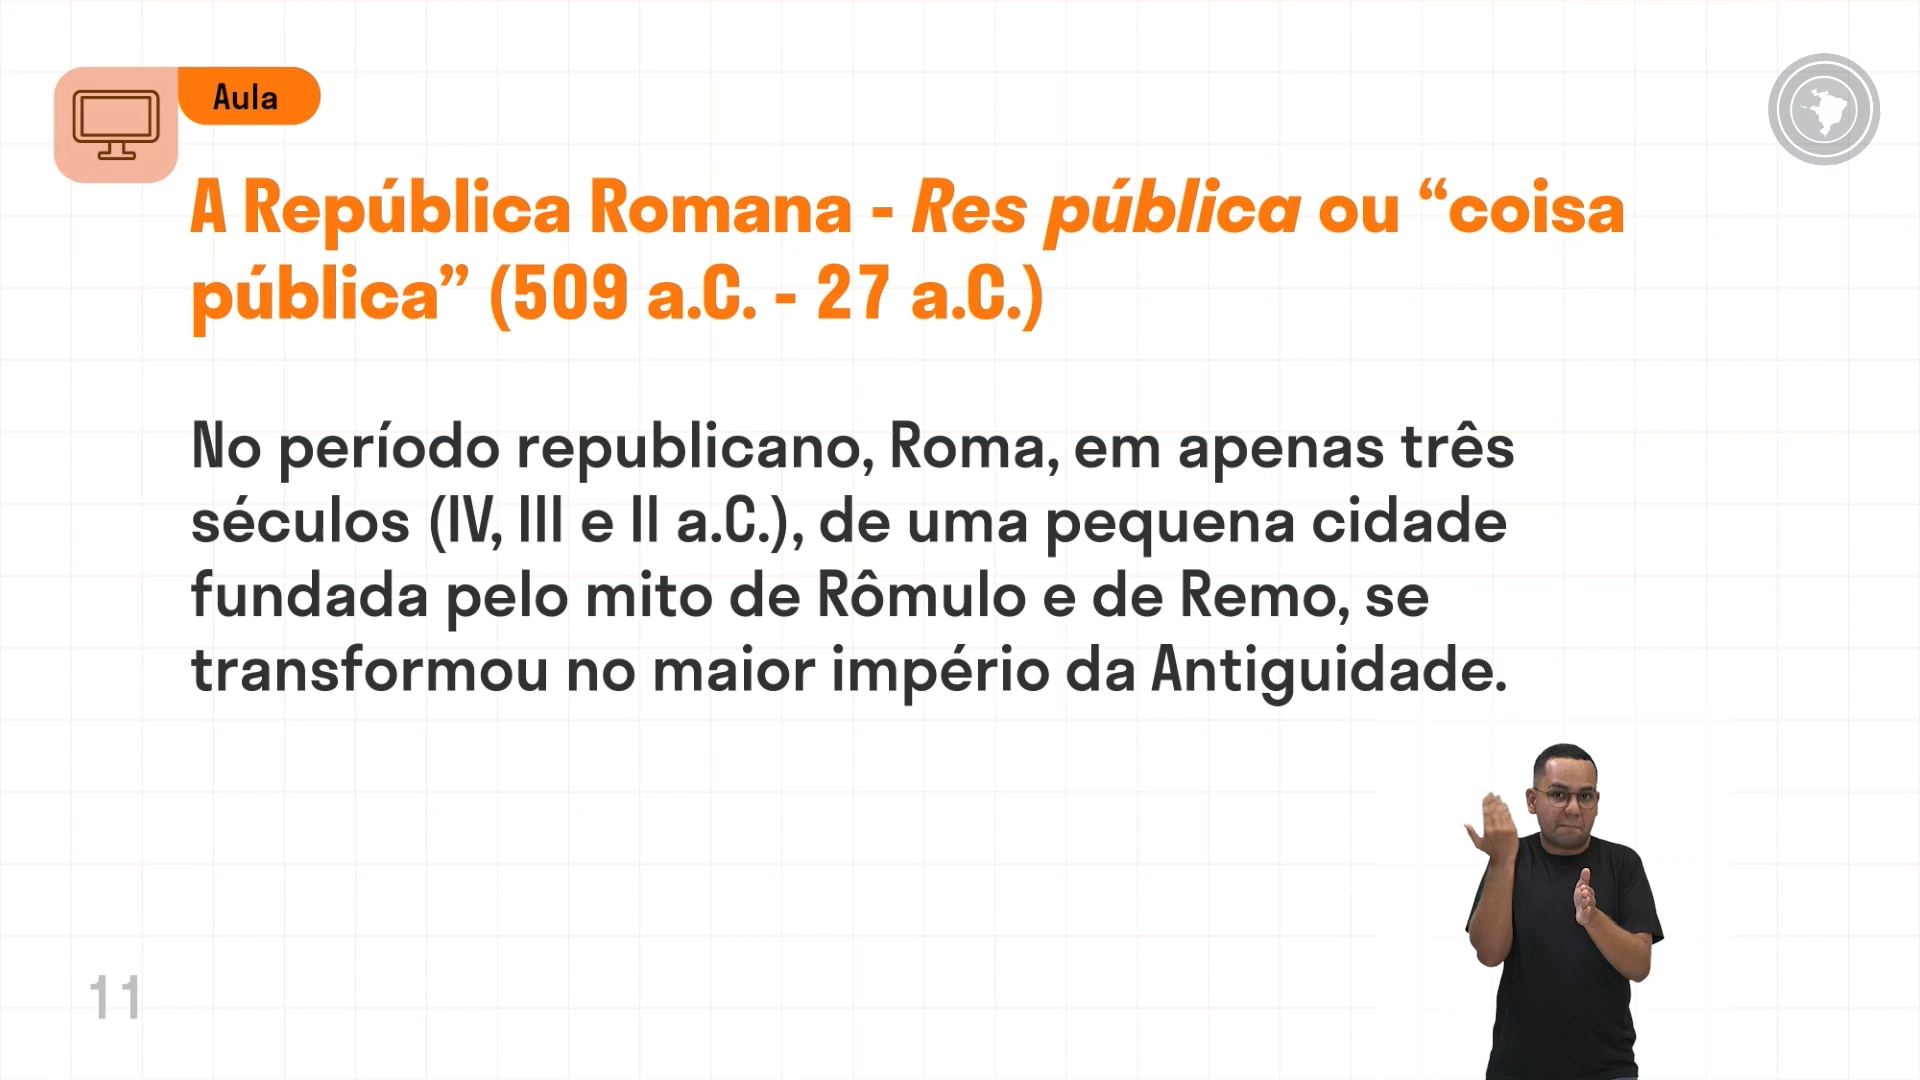 Aula
A República Romana - Res pública ou “coisa
pública” (509 a.C. - 27 a.C.)
No período republicano, Roma, em apenas três
séculos (IV, III e II a.C.), de uma pequena cidade
fundada pelo mito de Rômulo e de Remo, se
transformou no maior império da Antiguidade.
11